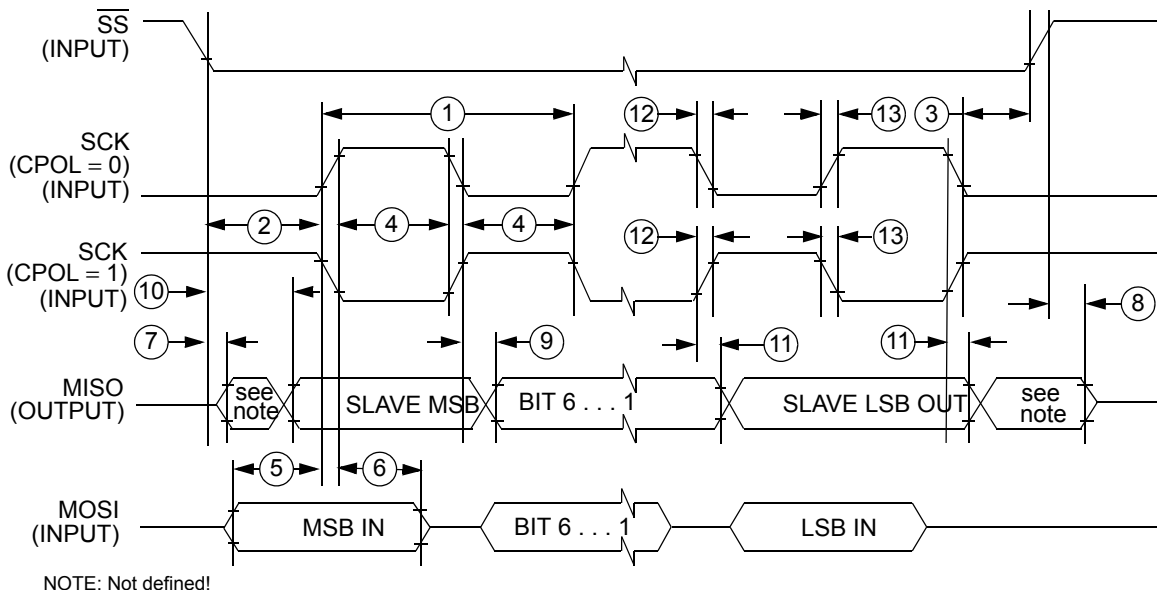 SS
(INPUT)
1
12
13
3
SCK
(CPOL = 0)
(INPUT)
2
4
4
SCK
(CPOL = 1)
(INPUT)
12
13
10
8
7
9
11
11
MISO
(OUTPUT)
see
note
SLAVE MSB
BIT 6 . . . 1
SLAVE LSB OUT
see
note
5
6
MOSI
(INPUT)
MSB IN
BIT 6 . . . 1
LSB IN
NOTE: Not defined!